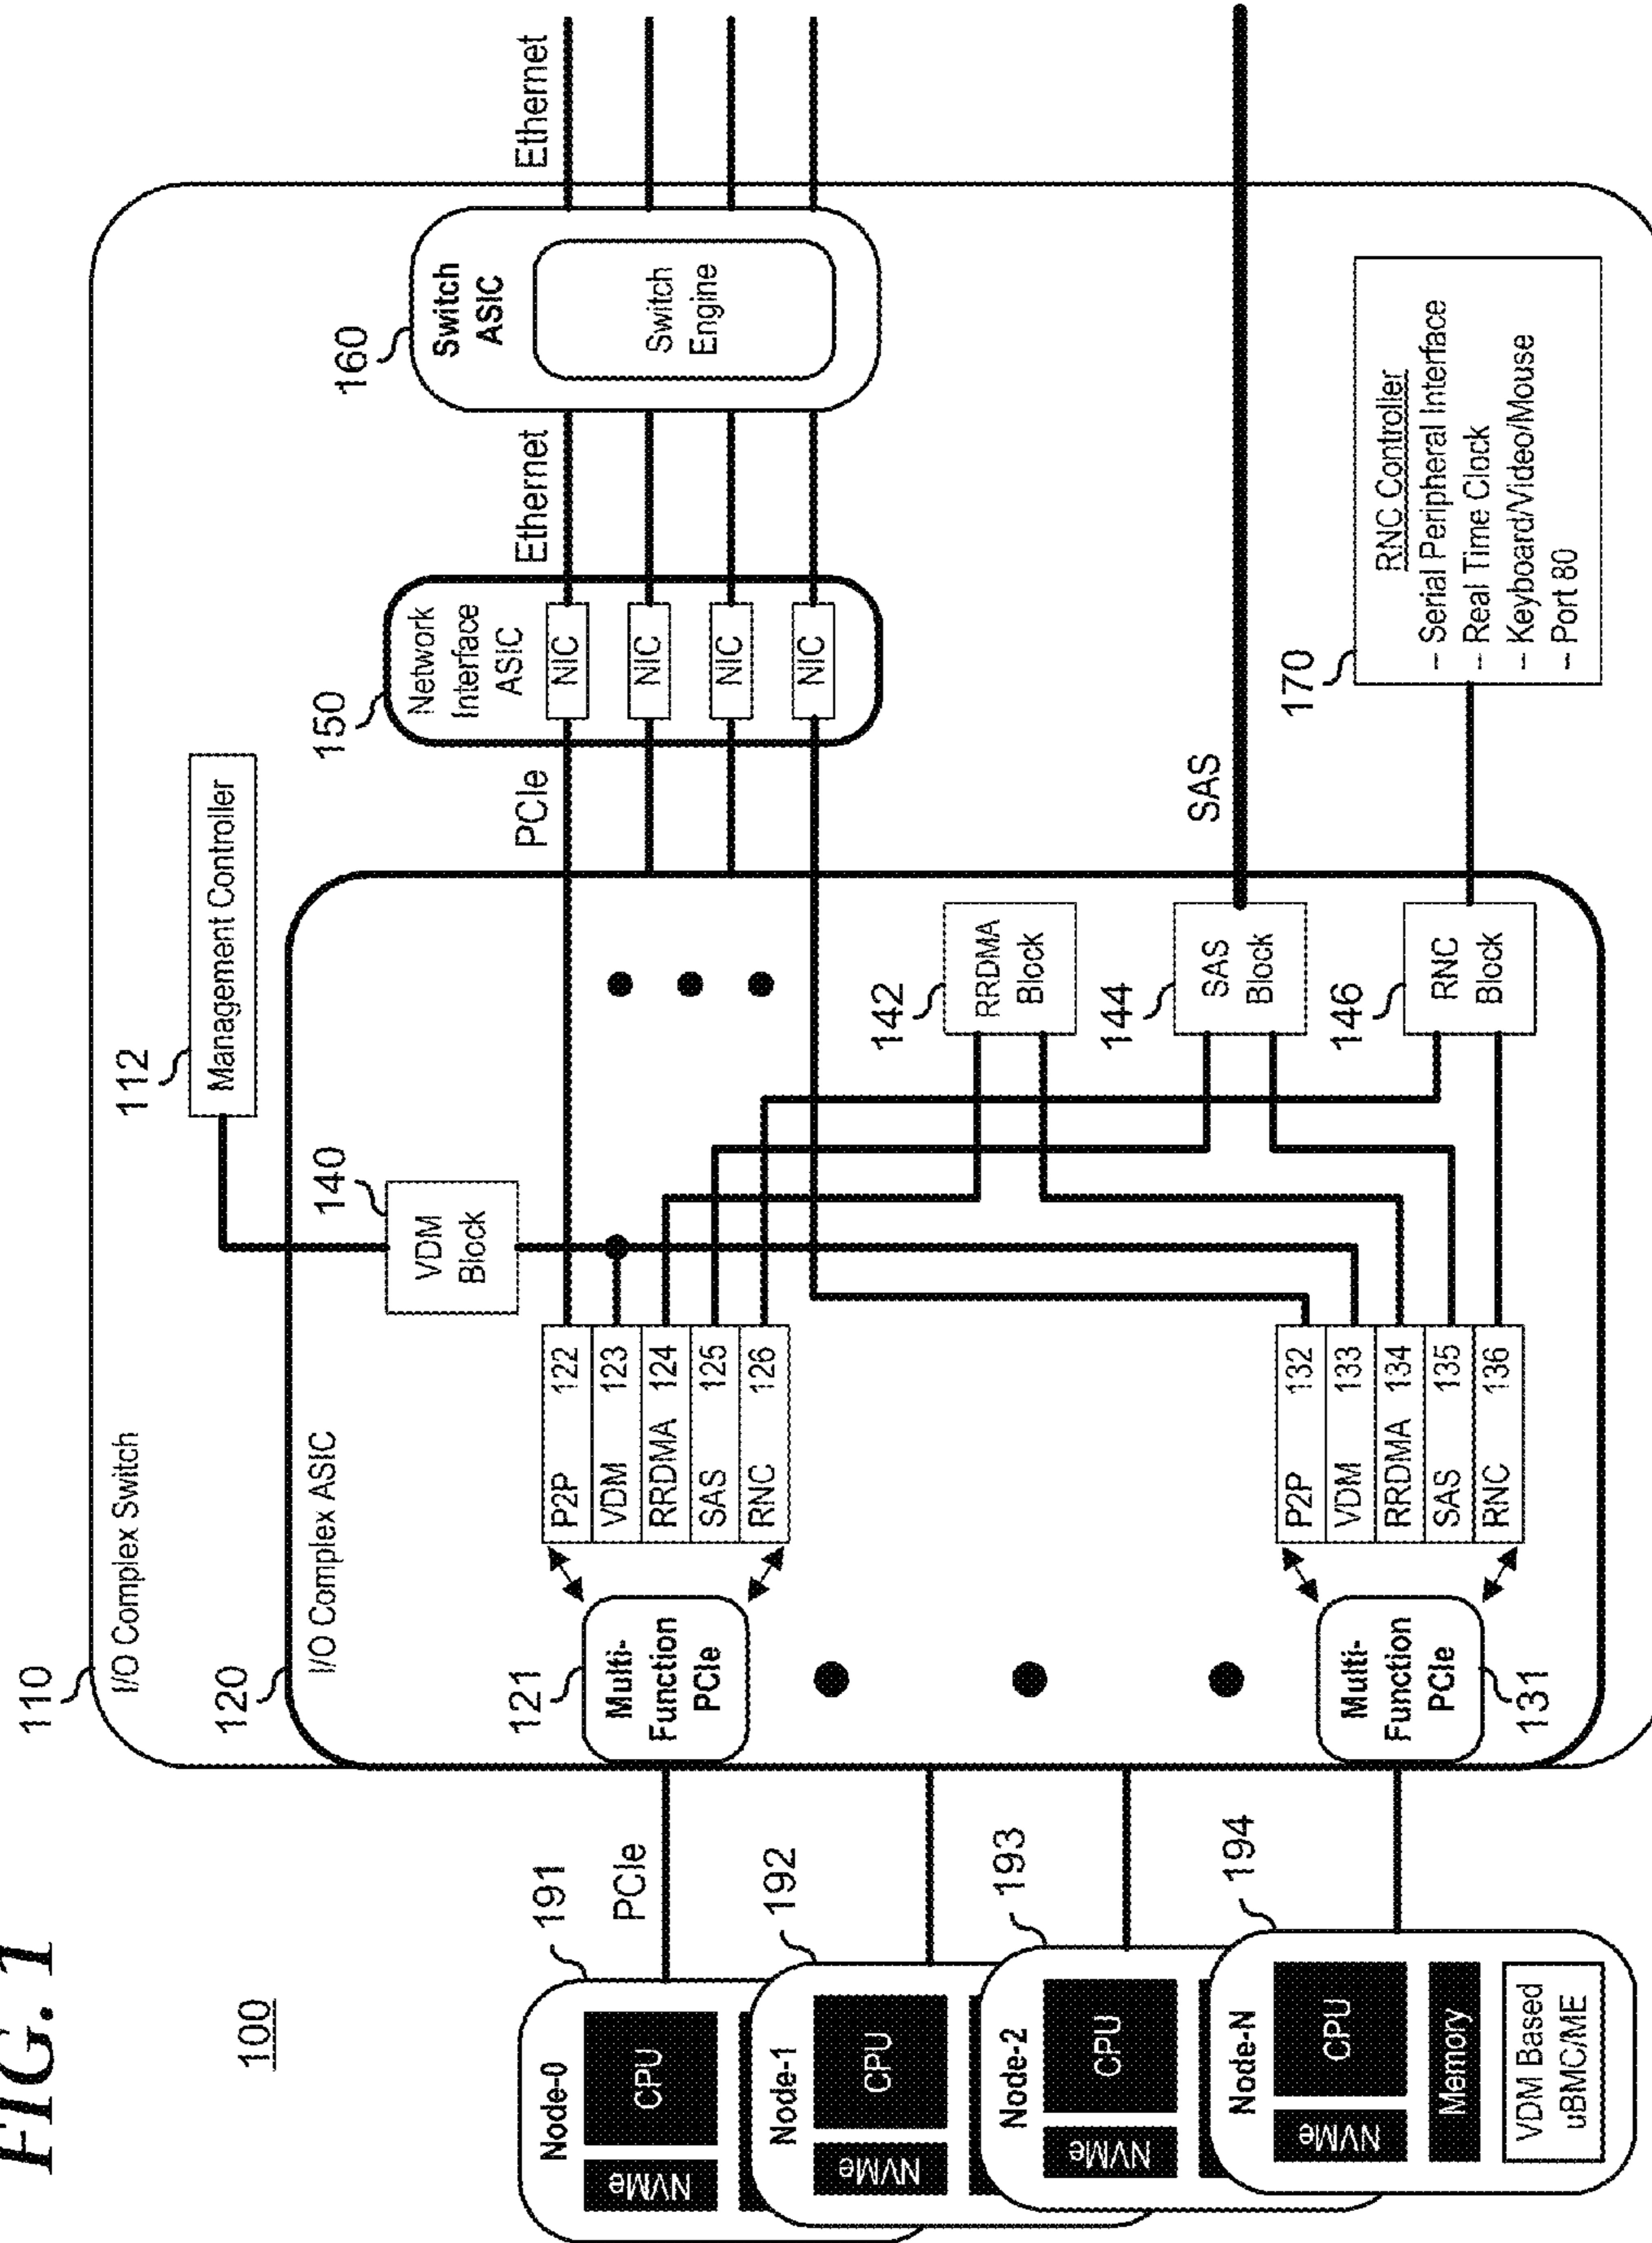 FIG. 1
100
110
I/O Complex Switch
112
Management Controller
120
I/O Complex ASIC
140
VDM
Block
150
Network
Interface
ASIC
NIC
NIC
NIC
NIC
160
Switch
ASIC
Switch
Engine
PCIe
Ethernet
Ethernet
191
PCIe
Node-0
NVMe
CPU
192
Node-1
NVMe
CPU
193
Node-2
NVMe
CPU
194
Node-N
NVMe
CPU
Memory
VDM Based
uBMC/ME
121
Multi-
Function
PCIe
P2P 122
VDM 123
RRDMA 124
SAS 125
RNC 126
131
Multi-
Function
PCIe
P2P 132
VDM 133
RRDMA 134
SAS 135
RNC 136
142
RRDMA
Block
144
SAS
Block
SAS
146
RNC
Block
170
RNC Controller
– Serial Peripheral Interface
– Real Time Clock
– Keyboard/Video/Mouse
– Port 80